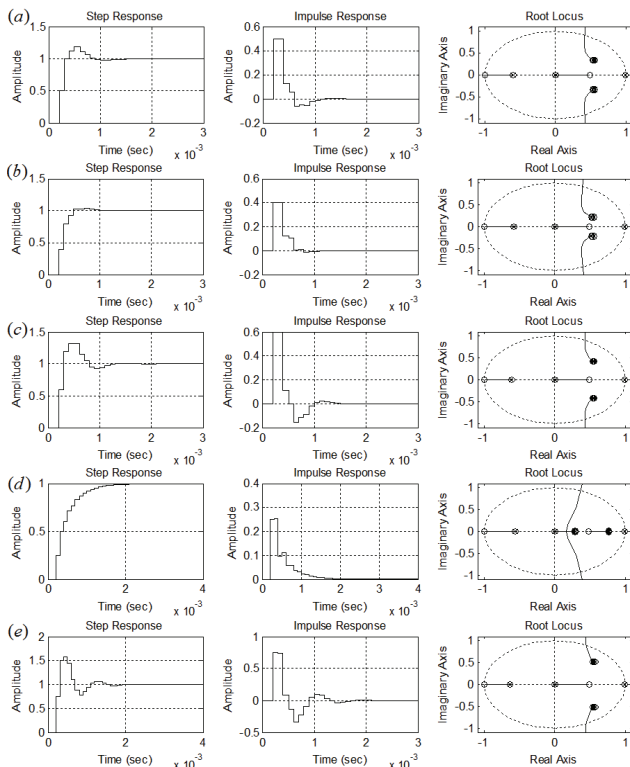 (a)
Step Response
Amplitude
1.5
1
0.5
0
0
1
2
3
Time (sec)
x 10⁻³
Impulse Response
Amplitude
0.6
0.4
0.2
0
-0.2
0
1
2
3
Time (sec)
x 10⁻³
Root Locus
Imaginary Axis
1
0.5
0
-0.5
-1
-1
0
1
Real Axis
(b)
Step Response
Amplitude
1.5
1
0.5
0
0
1
2
3
Time (sec)
x 10⁻³
Impulse Response
Amplitude
0.6
0.4
0.2
0
-0.2
0
1
2
3
Time (sec)
x 10⁻³
Root Locus
Imaginary Axis
1
0.5
0
-0.5
-1
-1
0
1
Real Axis
(c)
Step Response
Amplitude
1.5
1
0.5
0
0
1
2
3
Time (sec)
x 10⁻³
Impulse Response
Amplitude
0.6
0.4
0.2
0
-0.2
0
1
2
3
Time (sec)
x 10⁻³
Root Locus
Imaginary Axis
1
0.5
0
-0.5
-1
-1
0
1
Real Axis
(d)
Step Response
Amplitude
1
0.5
0
0
2
4
Time (sec)
x 10⁻³
Impulse Response
Amplitude
0.4
0.3
0.2
0.1
0
0
1
2
3
4
Time (sec)
x 10⁻³
Root Locus
Imaginary Axis
1
0.5
0
-0.5
-1
-1
0
1
Real Axis
(e)
Step Response
Amplitude
2
1.5
1
0.5
0
0
2
4
Time (sec)
x 10⁻³
Impulse Response
Amplitude
1
0.5
0
-0.5
0
1
2
3
Time (sec)
x 10⁻³
Root Locus
Imaginary Axis
1
0.5
0
-0.5
-1
-1
0
1
Real Axis